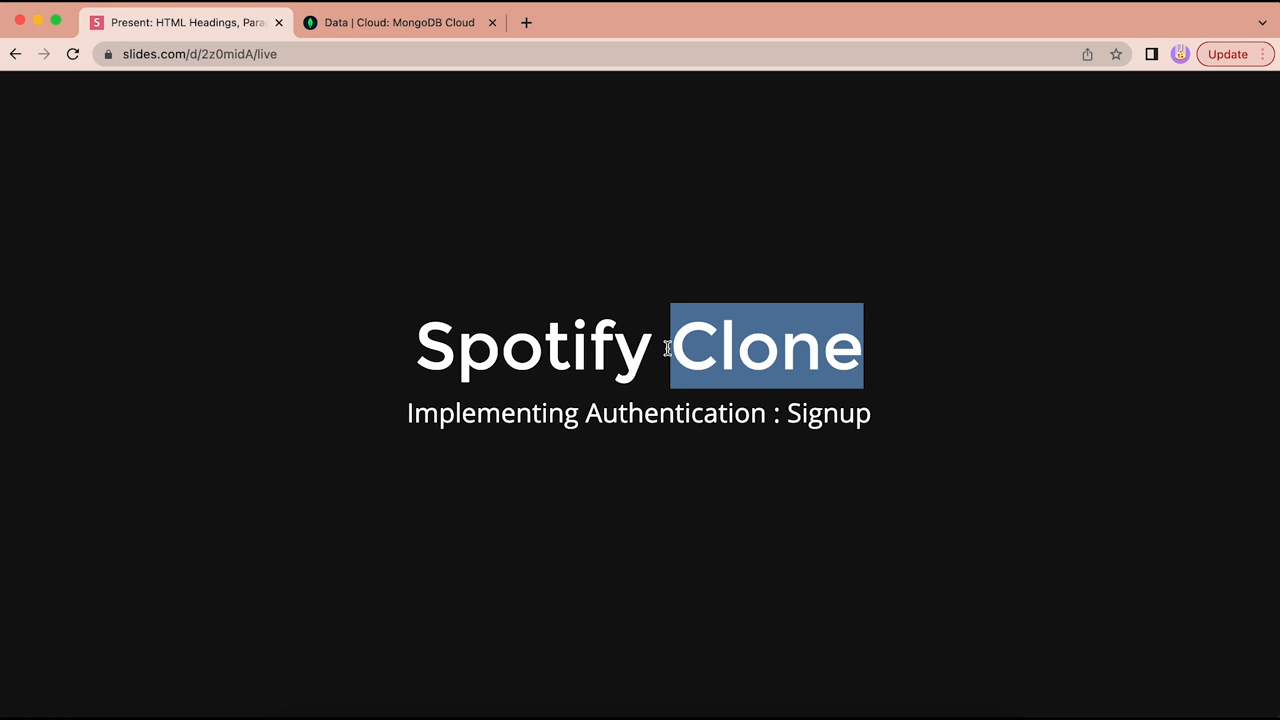 Present: HTML Headings, Para
Data | Cloud: MongoDB Cloud
slides.com/d/2z0midA/live
Update
Spotify Clone
Implementing Authentication : Signup